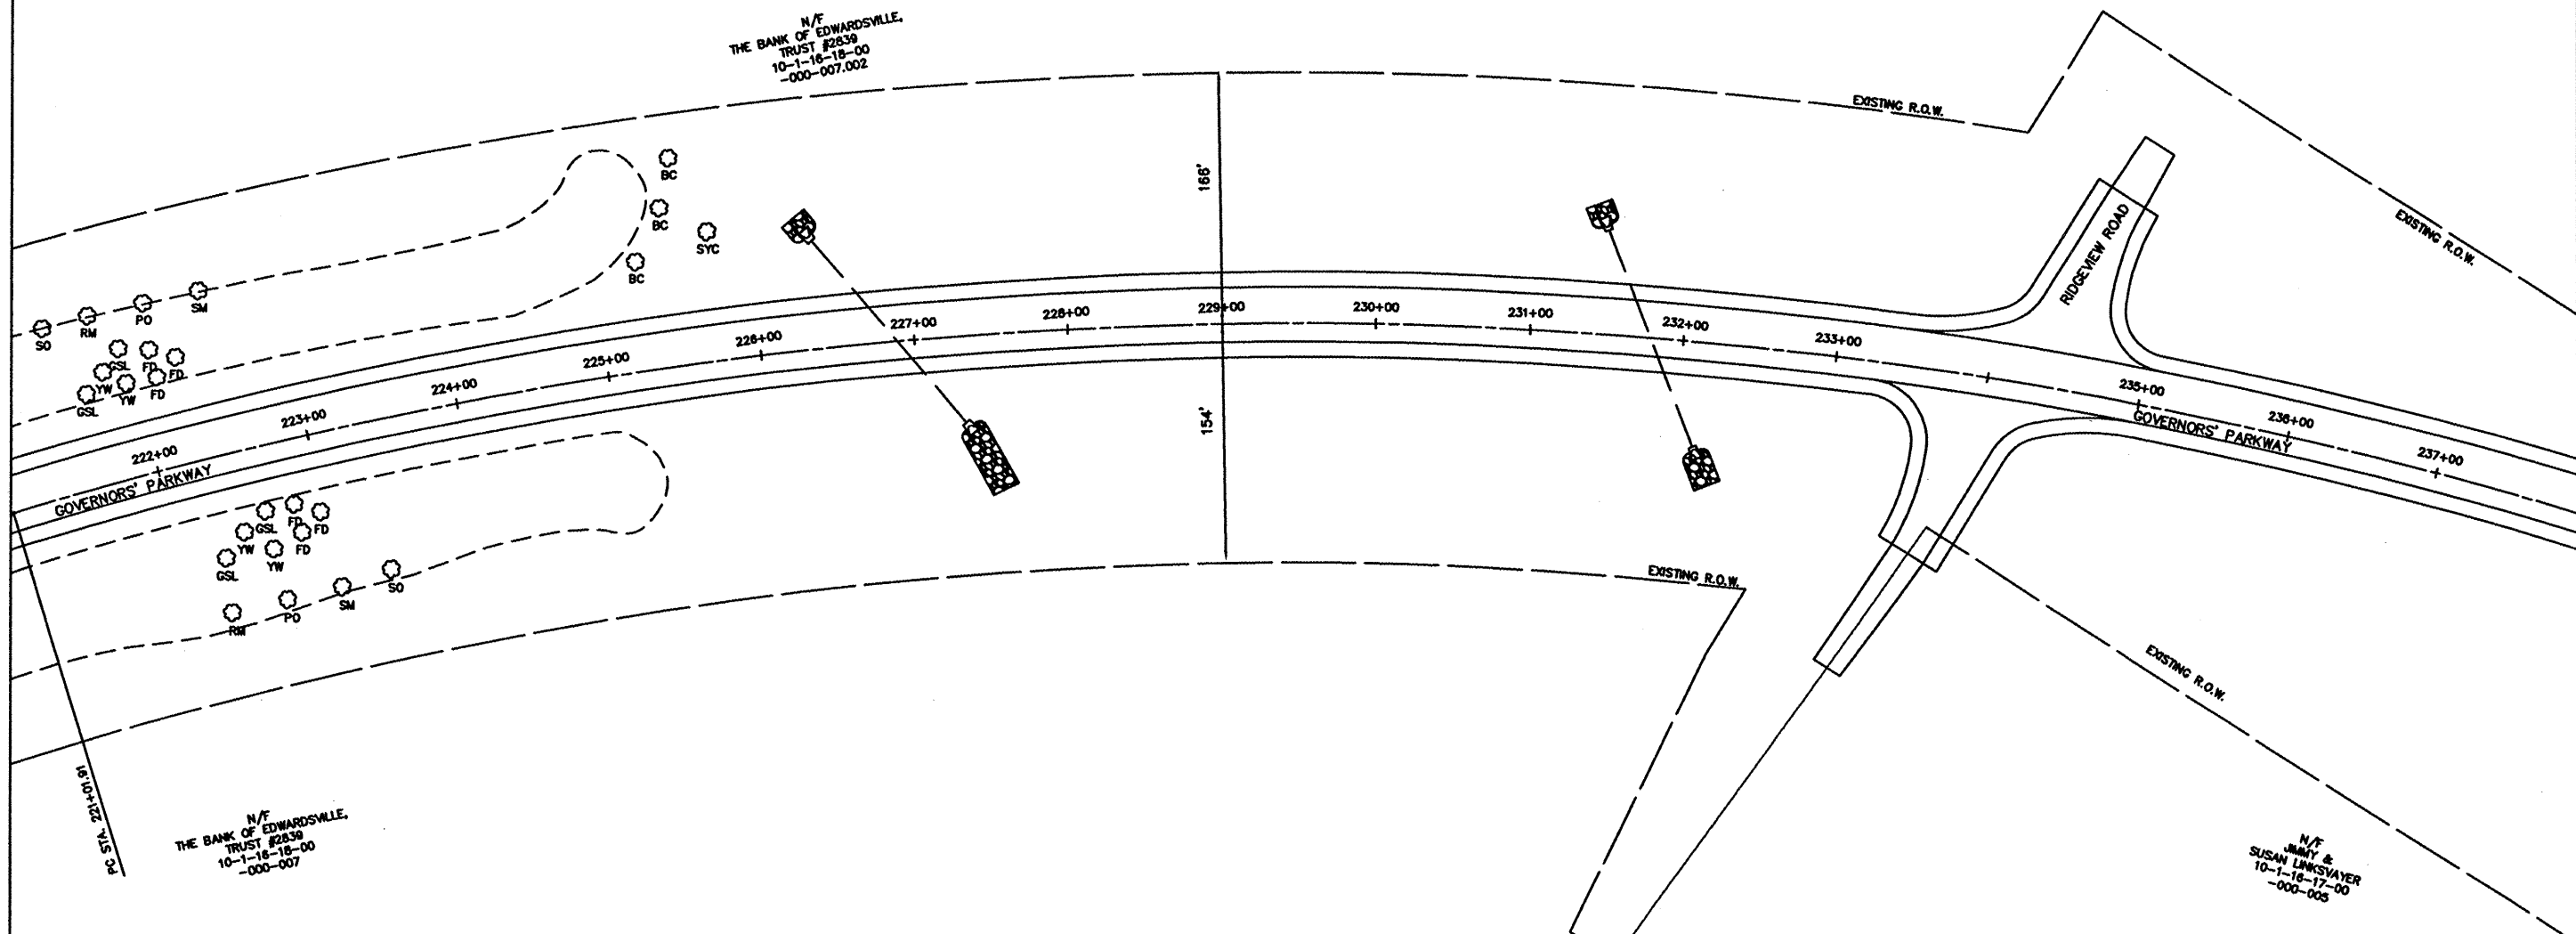 N/F
THE BANK OF EDWARDSVILLE,
TRUST #2839
10-1-16-18-00
-000-007.002
EXISTING R.O.W.
EXISTING R.O.W.
RIDGEVIEW ROAD
166'
154'
BC
BC
SYC
BC
SM
PO
RM
SO
GSL
FD
FD
YW
YW
FD
GSL
222+00
223+00
224+00
225+00
226+00
227+00
228+00
229+00
230+00
231+00
232+00
233+00
235+00
236+00
237+00
GOVERNORS' PARKWAY
GOVERNORS' PARKWAY
GSL
FD
FD
YW
FD
YW
GSL
SO
SM
PO
RM
EXISTING R.O.W.
EXISTING R.O.W.
PC STA. 221+01.91
N/F
THE BANK OF EDWARDSVILLE,
TRUST #2839
10-1-16-18-00
-000-007
N/F
JIMMY &
SUSAN LINKSVAYER
10-1-16-17-00
-000-005